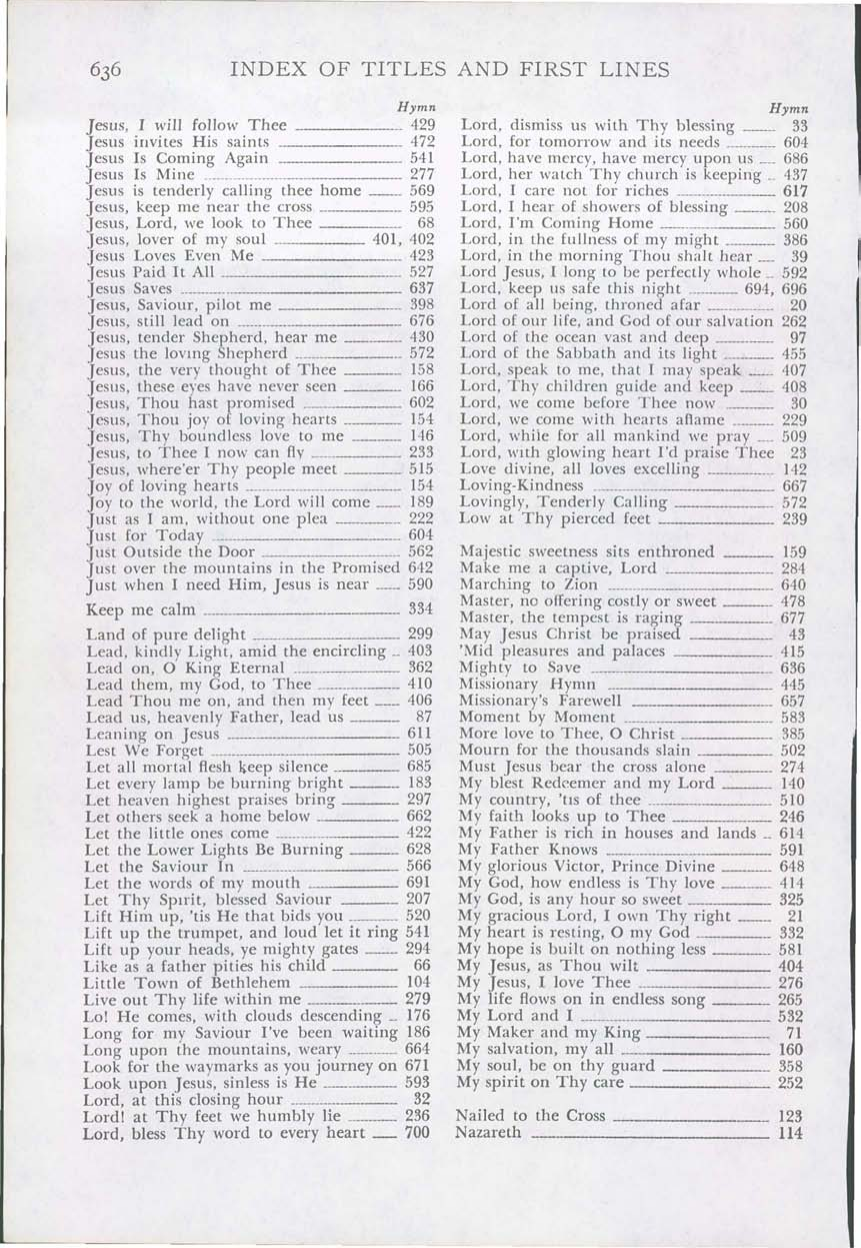 636 INDEX OF TITLES AND FIRST LINES
Hymn
Jesus, I will follow Thee 429
Jesus invites His saints 472
Jesus Is Coming Again 541
Jesus Is Mine 277
Jesus is tenderly calling thee home 569
Jesus, keep me near the cross 595
Jesus, Lord, we look to Thee 68
Jesus, lover of my soul 401, 402
Jesus Loves Even Me 423
Jesus Paid It All 527
Jesus Saves 637
Jesus, Saviour, pilot me 398
Jesus, still lead on 676
Jesus, tender Shepherd, hear me 430
Jesus the loving Shepherd 572
Jesus, the very thought of Thee 158
Jesus, these eyes have never seen 166
Jesus, Thou hast promised 602
Jesus, Thou joy of loving hearts 154
Jesus, Thy boundless love to me 146
Jesus, to Thee I now can fly 233
Jesus, where'er Thy people meet 515
Joy of loving hearts 154
Joy to the world, the Lord will come 189
Just as I am, without one plea 222
Just for Today 604
Just Outside the Door 562
Just over the mountains in the Promised 642
Just when I need Him, Jesus is near 590
Keep me calm 334
Land of pure delight 299
Lead, kindly Light, amid the encircling 403
Lead on, O King Eternal 362
Lead them, my God, to Thee 410
Lead Thou me on, and then my feet 406
Lead us, heavenly Father, lead us 87
Leaning on Jesus 611
Lest We Forget 505
Let all mortal flesh keep silence 685
Let every lamp be burning bright 183
Let heaven highest praises bring 297
Let others seek a home below 662
Let the little ones come 422
Let the Lower Lights Be Burning 628
Let the Saviour In 566
Let the words of my mouth 691
Let Thy Spirit, blessed Saviour 207
Lift Him up, 'tis He that bids you 520
Lift up the trumpet, and loud let it ring 541
Lift up your heads, ye mighty gates 294
Like as a father pities his child 66
Little Town of Bethlehem 104
Live out Thy life within me 279
Lo! He comes, with clouds descending 176
Long for my Saviour I've been waiting 186
Long upon the mountains, weary 664
Look for the waymarks as you journey on 671
Look upon Jesus, sinless is He 593
Lord, at this closing hour 32
Lord! at Thy feet we humbly lie 236
Lord, bless Thy word to every heart 700
Hymn
Lord, dismiss us with Thy blessing 33
Lord, for tomorrow and its needs 604
Lord, have mercy, have mercy upon us 686
Lord, her watch Thy church is keeping 437
Lord, I care not for riches 617
Lord, I hear of showers of blessing 208
Lord, I'm Coming Home 560
Lord, in the fullness of my might 386
Lord, in the morning Thou shalt hear 39
Lord Jesus, I long to be perfectly whole 592
Lord, keep us safe this night 694, 696
Lord of all being, throned afar 20
Lord of our life, and God of our salvation 262
Lord of the ocean vast and deep 97
Lord of the Sabbath and its light 455
Lord, speak to me, that I may speak 407
Lord, Thy children guide and keep 408
Lord, we come before Thee now 30
Lord, we come with hearts aflame 229
Lord, while for all mankind we pray 509
Lord, with glowing heart I'd praise Thee 23
Love divine, all loves excelling 142
Loving-Kindness 667
Lovingly, Tenderly Calling 572
Low at Thy pierced feet 239
Majestic sweetness sits enthroned 159
Make me a captive, Lord 284
Marching to Zion 640
Master, no offering costly or sweet 478
Master, the tempest is raging 677
May Jesus Christ be praised 43
'Mid pleasures and palaces 415
Mighty to Save 636
Missionary Hymn 445
Missionary's Farewell 657
Moment by Moment 583
More love to Thee, O Christ 385
Mourn for the thousands slain 502
Must Jesus bear the cross alone 274
My blest Redeemer and my Lord 140
My country, 'tis of thee 510
My faith looks up to Thee 246
My Father is rich in houses and lands 614
My Father Knows 591
My glorious Victor, Prince Divine 648
My God, how endless is Thy love 414
My God, is any hour so sweet 325
My gracious Lord, I own Thy right 21
My heart is resting, O my God 332
My hope is built on nothing less 581
My Jesus, as Thou wilt 404
My Jesus, I love Thee 276
My life flows on in endless song 265
My Lord and I 532
My Maker and my King 71
My salvation, my all 160
My soul, be on thy guard 358
My spirit on Thy care 252
Nailed to the Cross 123
Nazareth 114